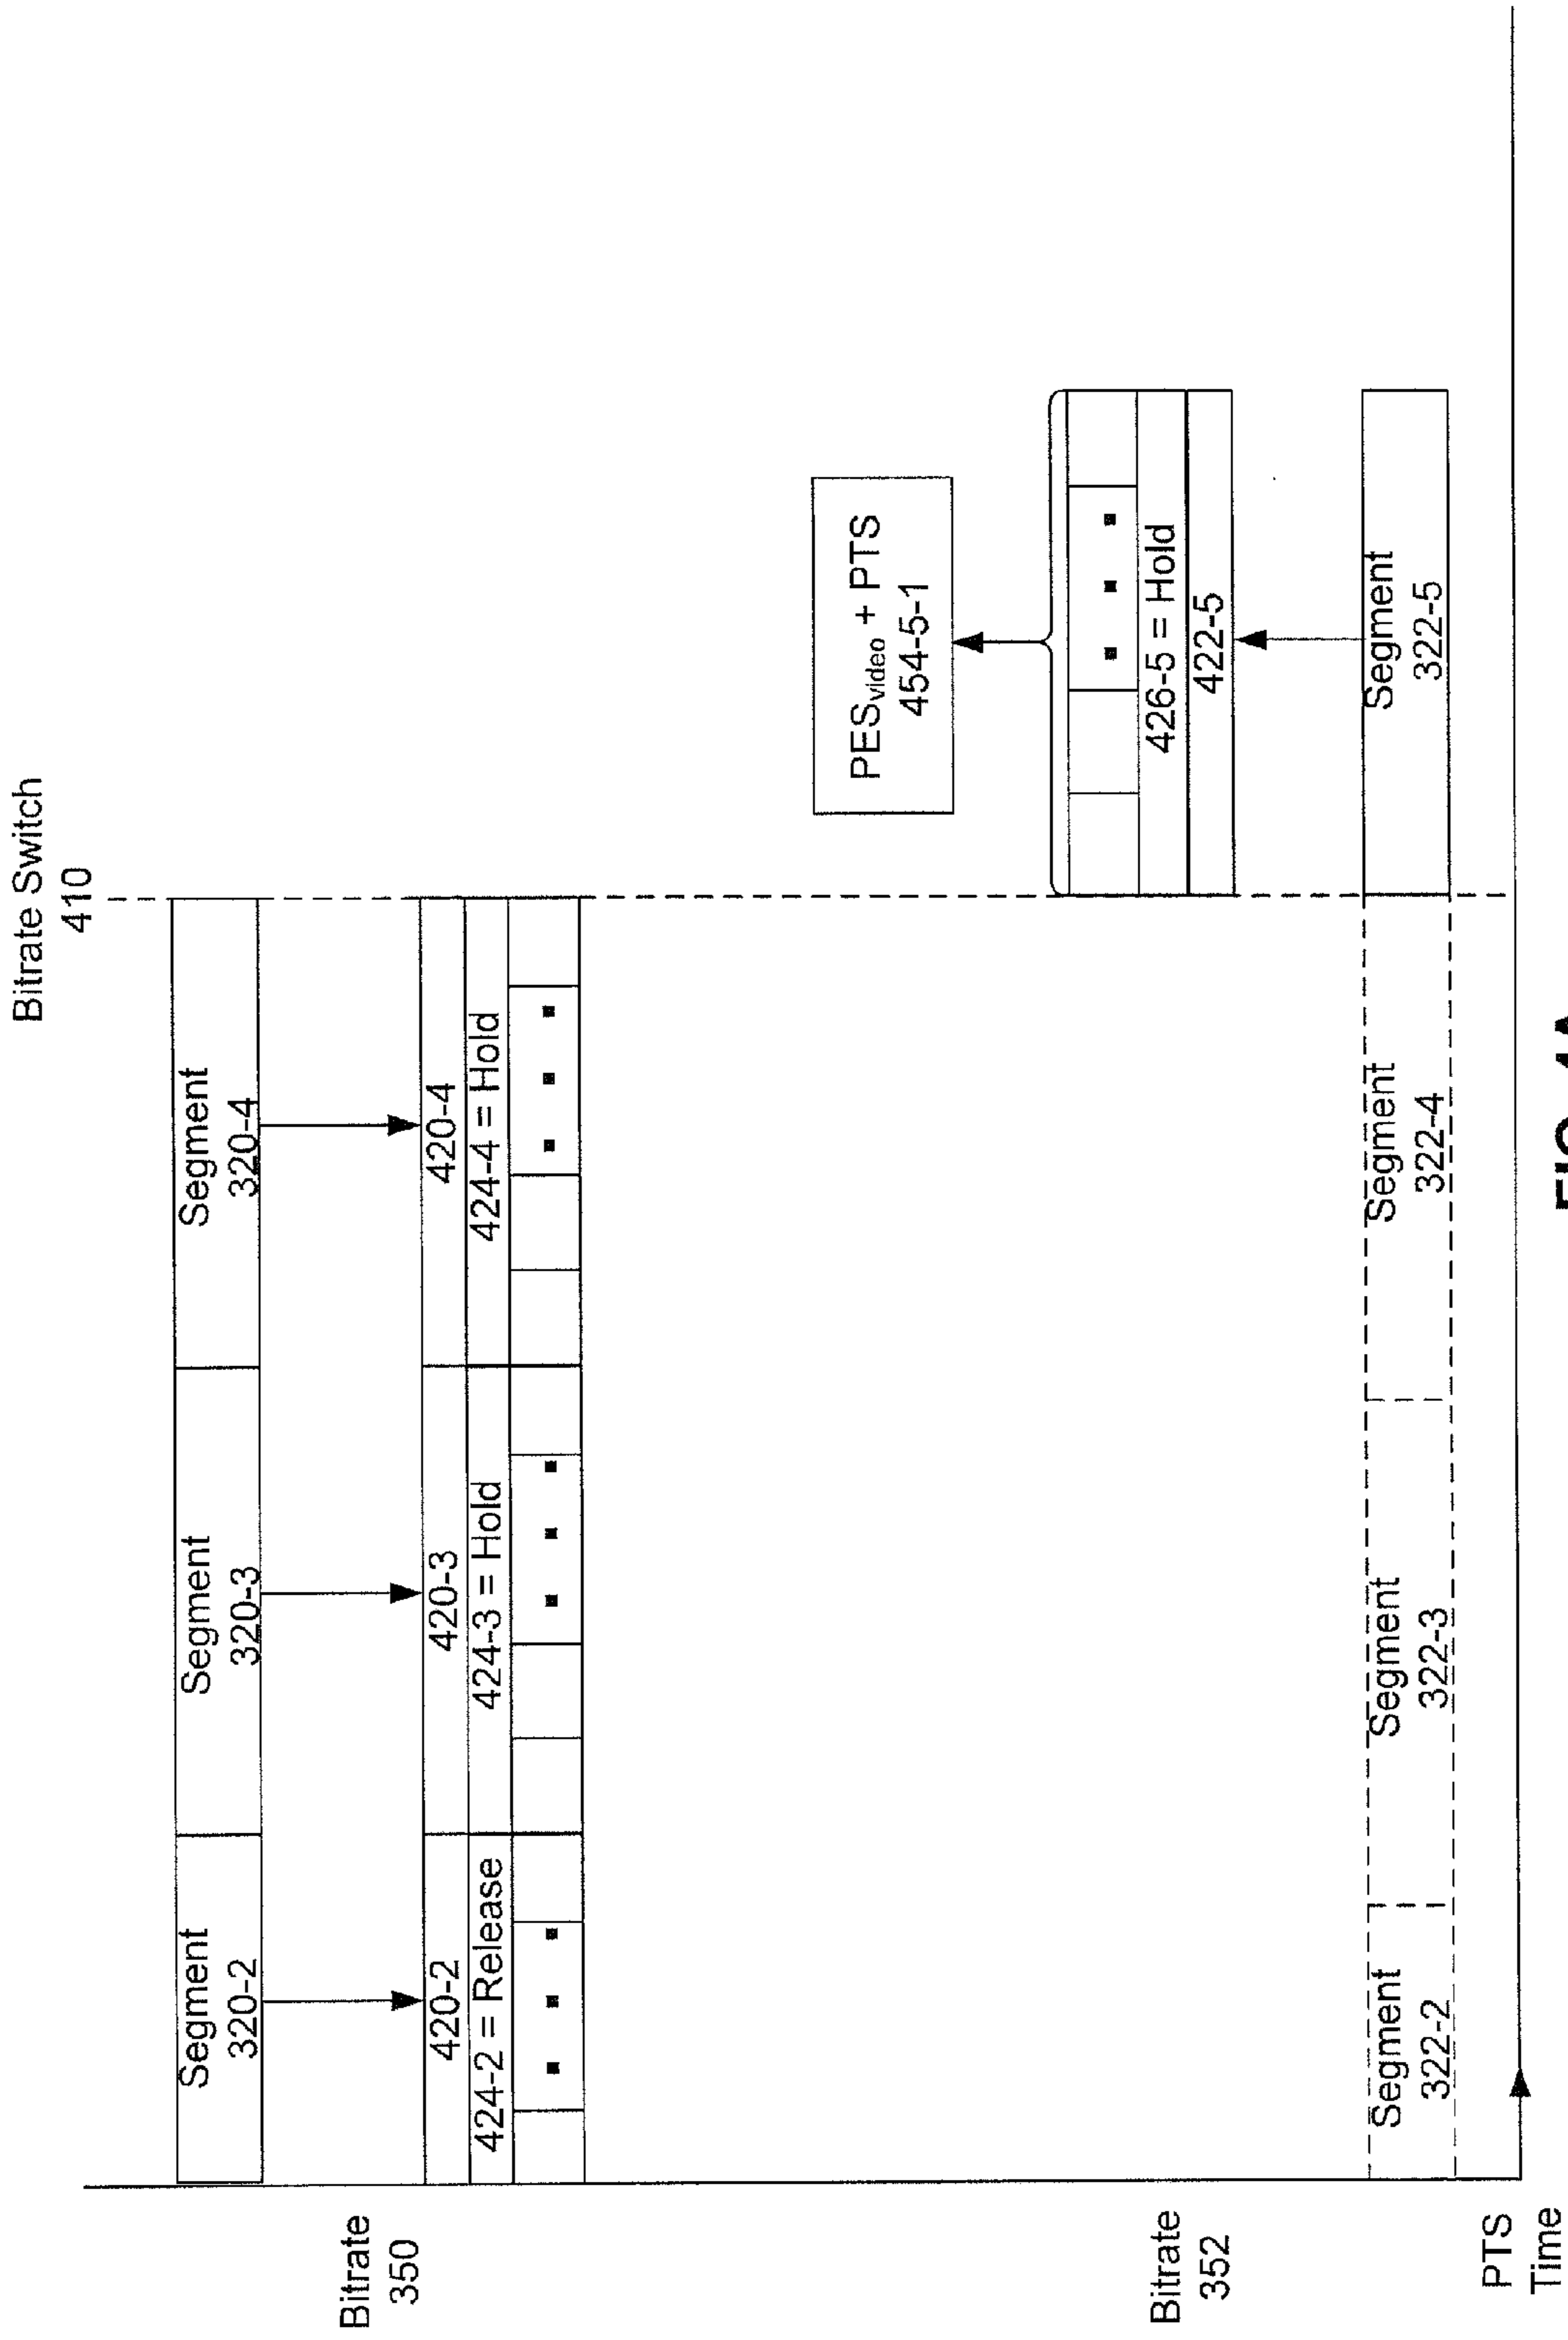 Bitrate Switch
410
Bitrate
350
Segment
320-2
Segment
320-3
Segment
320-4
420-2
420-3
420-4
424-2 = Release
424-3 = Hold
424-4 = Hold
PESvideo + PTS
454-5-1
Bitrate
352
426-5 = Hold
422-5
Segment
322-2
Segment
322-3
Segment
322-4
Segment
322-5
PTS
Time